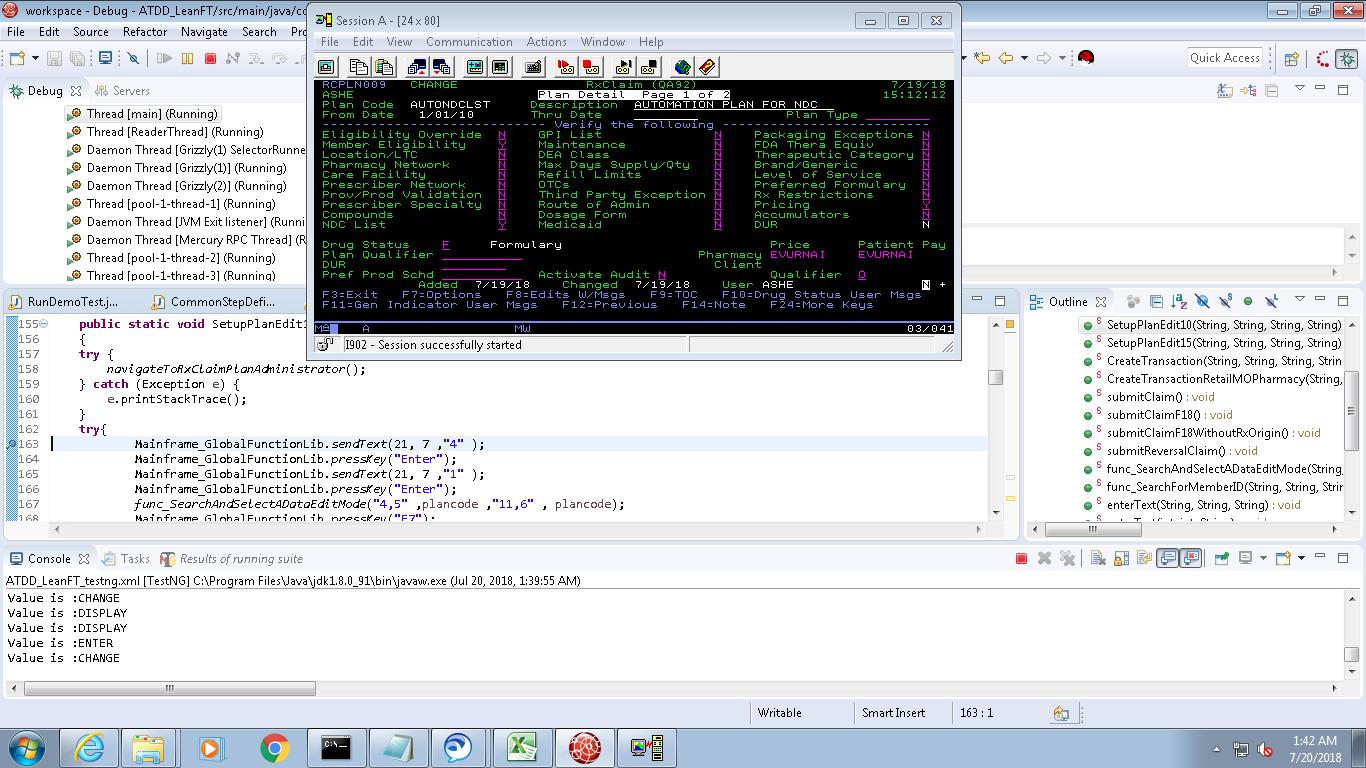 workspace - Debug - ATDD_LeanFT/src/main/java/co
File Edit Source Refactor Navigate Search Pro
Quick Access
Debug Servers
Thread [main] (Running)
Thread [ReaderThread] (Running)
Daemon Thread [Grizzly(1) SelectorRunne
Thread [Grizzly(1)] (Running)
Daemon Thread [Grizzly(2)] (Running)
Thread [pool-1-thread-1] (Running)
Daemon Thread [JVM Exit listener] (Runni
Daemon Thread [Mercury RPC Thread] (R
Thread [pool-1-thread-2] (Running)
Thread [pool-1-thread-3] (Running)
Session A - [24 x 80]
File Edit View Communication Actions Window Help
RCPLN009 CHANGE RxClaim (QA92) 7/19/18
ASHE Plan Detail Page 1 of 2 15:12:12
Plan Code AUTONDCLST Description AUTOMATION PLAN FOR NDC
From Date 1/01/10 Thru Date Plan Type
Verify the following
Eligibility Override N GPI List N Packaging Exceptions N
Member Eligibility Y Maintenance N FDA Thera Equiv N
Location/LTC N DEA Class N Therapeutic Category N
Pharmacy Network N Max Days Supply/Qty N Brand/Generic N
Care Facility N Refill Limits N Level of Service N
Prescriber Network N OTCs N Preferred Formulary N
Prov/Prod Validation N Third Party Exception N Rx Restrictions N
Prescriber Specialty N Route of Admin N Pricing Y
Compounds N Dosage Form N Accumulators N
NDC List Y Medicaid N DUR N
Drug Status F Formulary Price Patient Pay
Plan Qualifier Pharmacy EVURNAI EVURNAI
DUR Client
Pref Prod Schd Activate Audit N Qualifier O
Added 7/19/18 Changed 7/19/18 User ASHE N +
F3=Exit F7=Options F8=Edits W/Msgs F9=TOC F10=Drug Status User Msgs
F11=Gen Indicator User Msgs F12=Previous F14=Note F24=More Keys
A MW 03/041
I902 - Session successfully started
RunDemoTest.j... CommonStepDefi...
155 public static void SetupPlanEdit1
156 {
157 try {
158 navigateToRxClaimPlanAdministrator();
159 } catch (Exception e) {
160 e.printStackTrace();
161 }
162 try{
163 Mainframe_GlobalFunctionLib.sendText(21, 7 ,"4" );
164 Mainframe_GlobalFunctionLib.pressKey("Enter");
165 Mainframe_GlobalFunctionLib.sendText(21, 7 ,"1" );
166 Mainframe_GlobalFunctionLib.pressKey("Enter");
167 func_SearchAndSelectADataEditMode("4,5" ,plancode ,"11,6" , plancode);
168 Mainframe_GlobalFunctionLib.pressKey("F7");
Outline
SetupPlanEdit10(String, String, String, String)
SetupPlanEdit15(String, String, String, String)
CreateTransaction(String, String, String, Strin
CreateTransactionRetailMOPharmacy(String,
submitClaim() : void
submitClaimF18() : void
submitClaimF18WithoutRxOrigin() : void
submitReversalClaim() : void
func_SearchAndSelectADataEditMode(String,
func_SearchForMemberID(String, String, Strin
enterText(String, String) : void
Console Tasks Results of running suite
ATDD_LeanFT_testng.xml [TestNG] C:\Program Files\Java\jdk1.8.0_91\bin\javaw.exe (Jul 20, 2018, 1:39:55 AM)
Value is :CHANGE
Value is :DISPLAY
Value is :DISPLAY
Value is :ENTER
Value is :CHANGE
Writable Smart Insert 163 : 1
1:42 AM
7/20/2018